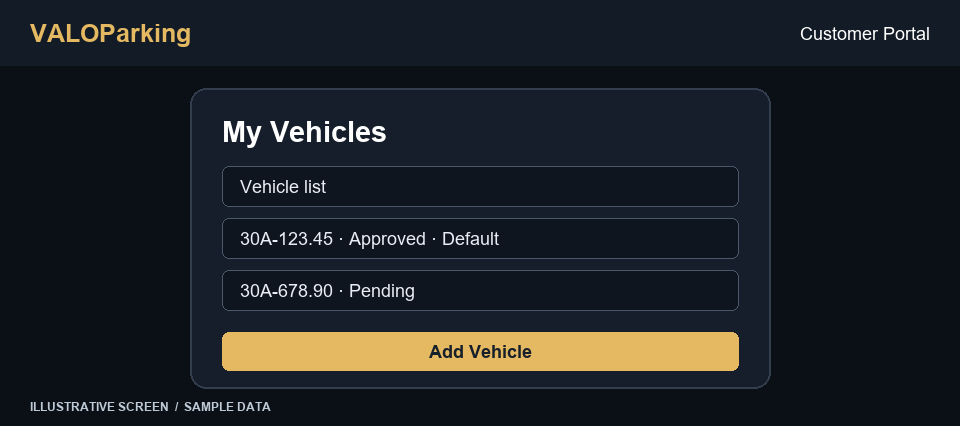 VALOParking
Customer Portal
My Vehicles
Vehicle list
30A-123.45 · Approved · Default
30A-678.90 · Pending
Add Vehicle
ILLUSTRATIVE SCREEN / SAMPLE DATA